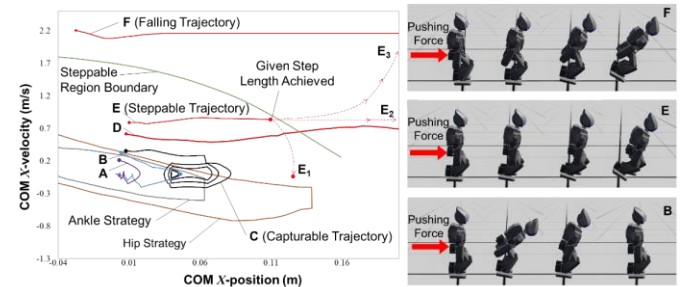 F (Falling Trajectory)
2.2
1.7
1.2
0.7
0.2
-0.3
-0.8
-1.3
-0.04
0.01
0.06
0.11
0.16
COM X-velocity (m/s)
COM X-position (m)
Steppable
Region Boundary
Given Step
Length Achieved
E (Steppable Trajectory)
D
B
A
E3
E2
E1
Ankle Strategy
Hip Strategy
C (Capturable Trajectory)
Pushing
Force
F
Pushing
Force
E
Pushing
Force
B